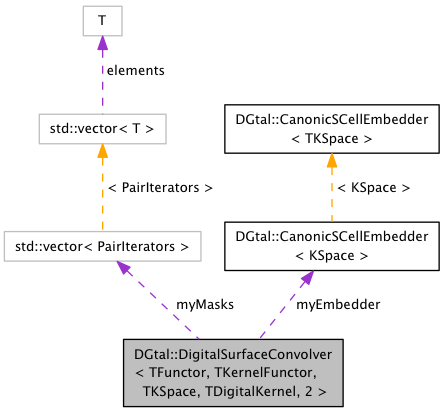 T
elements
std::vector< T >
DGtal::CanonicSCellEmbedder
< TKSpace >
< PairIterators >
< KSpace >
std::vector< PairIterators >
DGtal::CanonicSCellEmbedder
< KSpace >
myMasks
myEmbedder
DGtal::DigitalSurfaceConvolver
< TFunctor, TKernelFunctor,
TKSpace, TDigitalKernel, 2 >